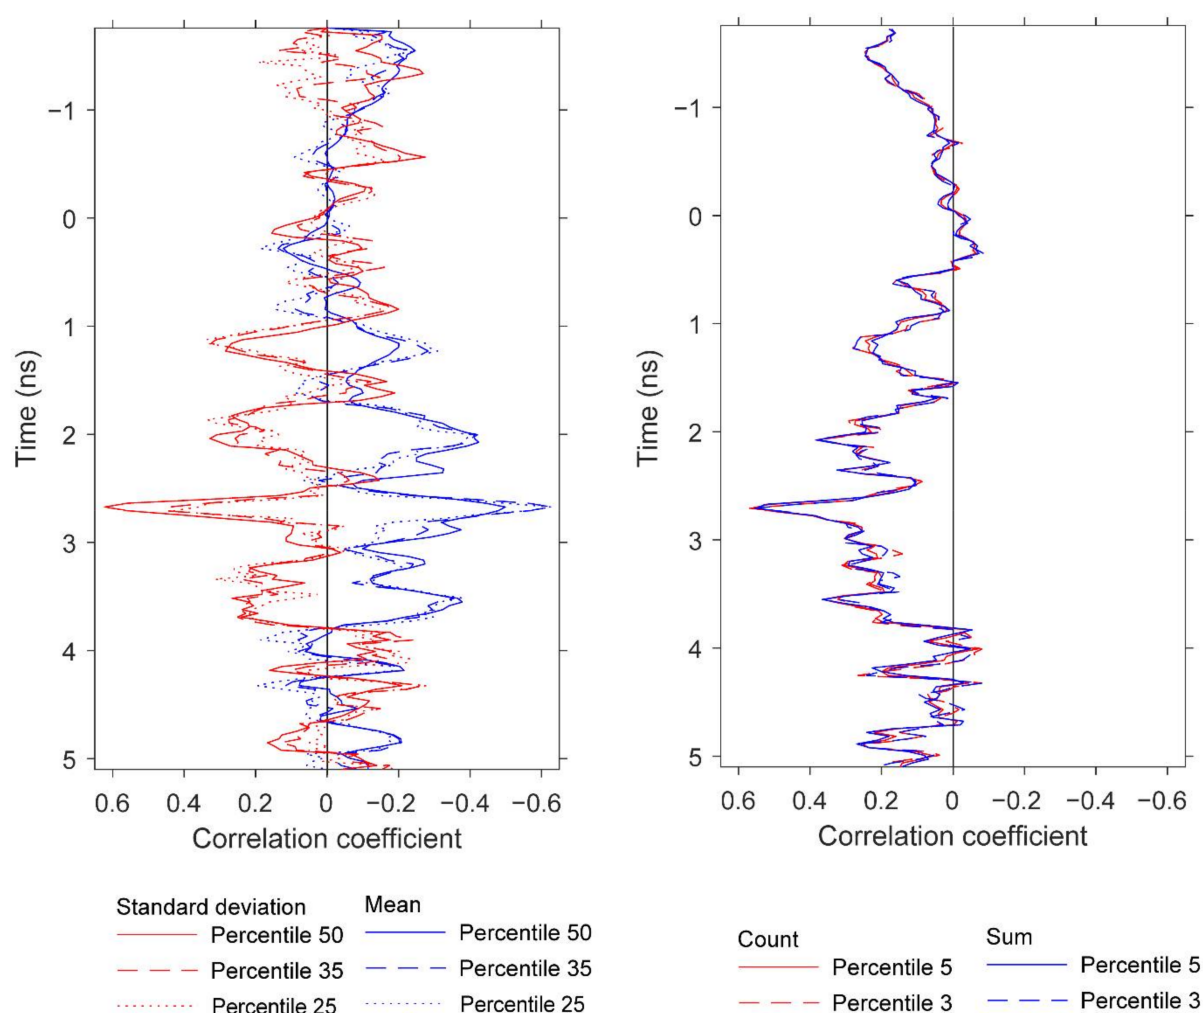 −1
0
1
2
3
4
5
Time (ns)
0.6 0.4 0.2 0 −0.2 −0.4 −0.6
Correlation coefficient
−1
0
1
2
3
4
5
Time (ns)
0.6 0.4 0.2 0 −0.2 −0.4 −0.6
Correlation coefficient
Standard deviation Mean
Percentile 50 Percentile 50
Percentile 35 Percentile 35
Percentile 25 Percentile 25
Count Sum
Percentile 5 Percentile 5
Percentile 3 Percentile 3